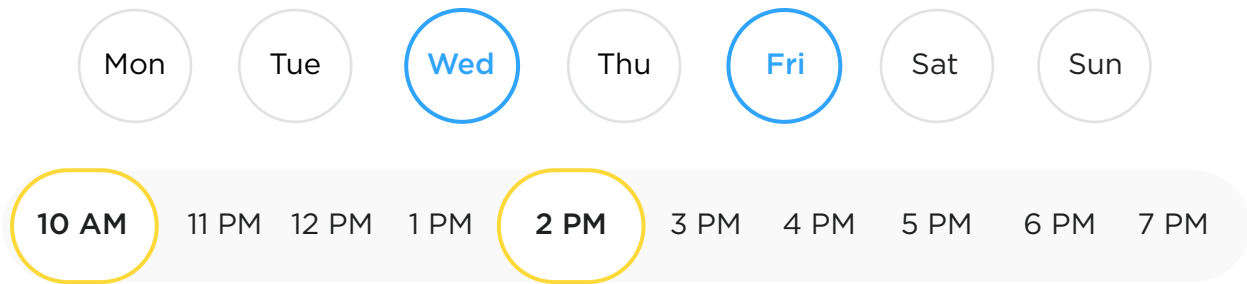 Mon Tue Wed Thu Fri Sat Sun
10 AM 11 PM 12 PM 1 PM 2 PM 3 PM 4 PM 5 PM 6 PM 7 PM